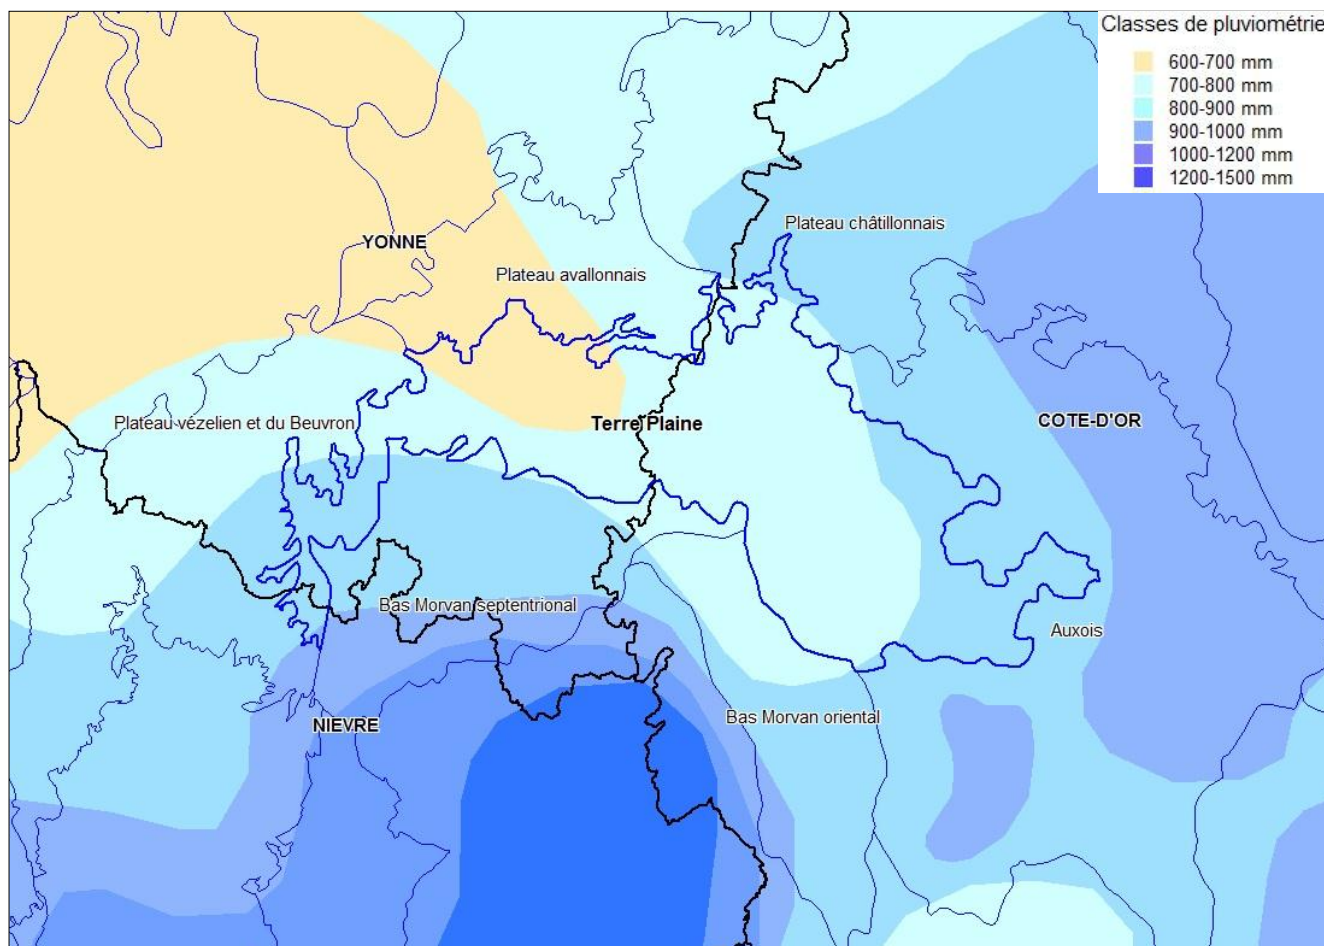 Classes de pluviométrie
600-700 mm
700-800 mm
800-900 mm
900-1000 mm
1000-1200 mm
1200-1500 mm
Plateau châtillonnais
YONNE
Plateau avallonnais
Plateau vézelien et du Beuvron
Terre Plaine
COTE-D'OR
Bas Morvan septentrional
Auxois
NIEVRE
Bas Morvan oriental